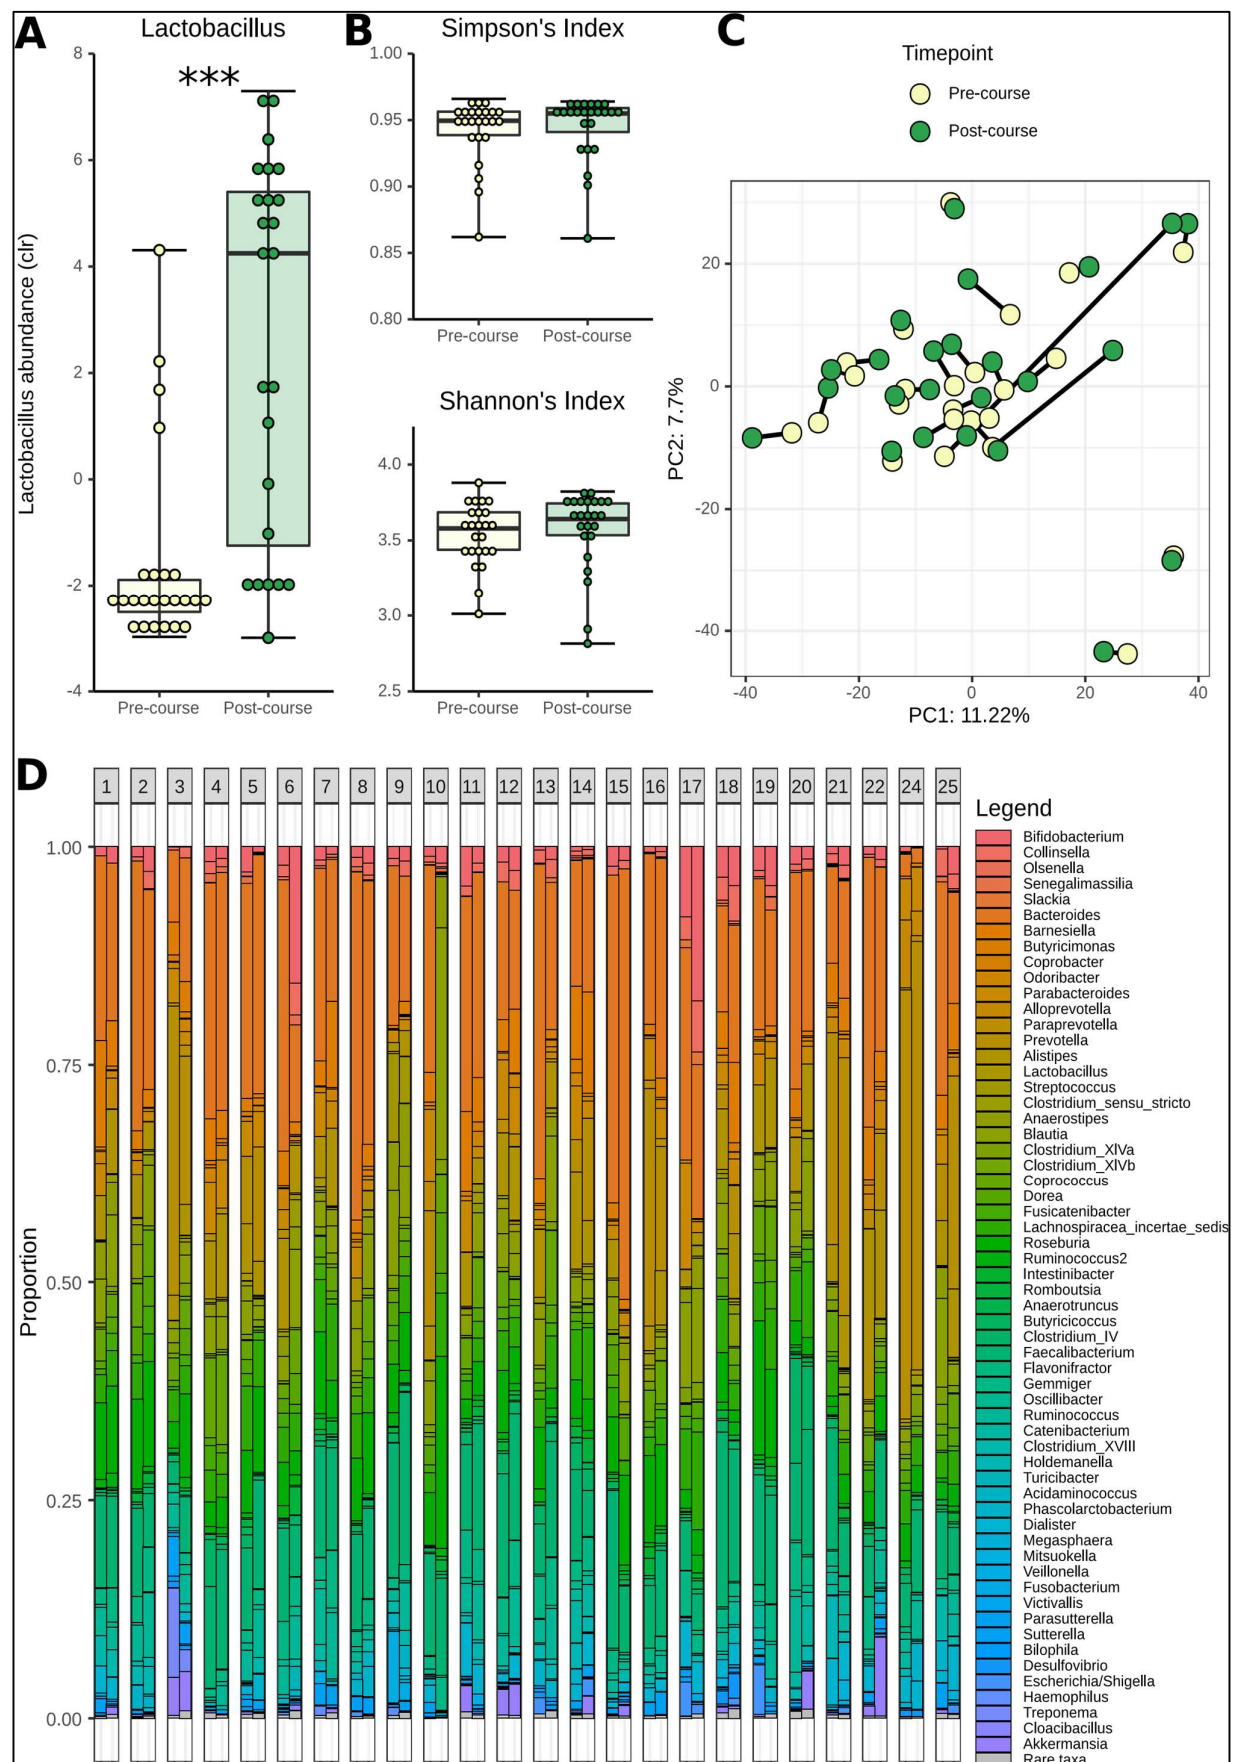 A
Lactobacillus
***
Lactobacillus abundance (clr)
8
6
4
2
0
-2
-4
Pre-course
Post-course
B
Simpson's Index
1.00
0.95
0.90
0.85
0.80
Pre-course
Post-course
Shannon's Index
4.0
3.5
3.0
2.5
Pre-course
Post-course
C
Timepoint
Pre-course
Post-course
PC2: 7.7%
20
0
-20
-40
-40
-20
0
20
40
PC1: 11.22%
D
1 2 3 4 5 6 7 8 9 10 11 12 13 14 15 16 17 18 19 20 21 22 24 25
Proportion
1.00
0.75
0.50
0.25
0.00
Legend
Bifidobacterium
Collinsella
Olsenella
Senegalimassilia
Slackia
Bacteroides
Barnesiella
Butyricimonas
Coprobacter
Odoribacter
Parabacteroides
Alloprevotella
Paraprevotella
Prevotella
Alistipes
Lactobacillus
Streptococcus
Clostridium_sensu_stricto
Anaerostipes
Blautia
Clostridium_XlVa
Clostridium_XlVb
Coprococcus
Dorea
Fusicatenibacter
Lachnospiracea_incertae_sedis
Roseburia
Ruminococcus2
Intestinibacter
Romboutsia
Anaerotruncus
Butyricicoccus
Clostridium_IV
Faecalibacterium
Flavonifractor
Gemmiger
Oscillibacter
Ruminococcus
Catenibacterium
Clostridium_XVIII
Holdemanella
Turicibacter
Acidaminococcus
Phascolarctobacterium
Dialister
Megasphaera
Mitsuokella
Veillonella
Fusobacterium
Victivallis
Parasutterella
Sutterella
Bilophila
Desulfovibrio
Escherichia/Shigella
Haemophilus
Treponema
Cloacibacillus
Akkermansia
Rare taxa